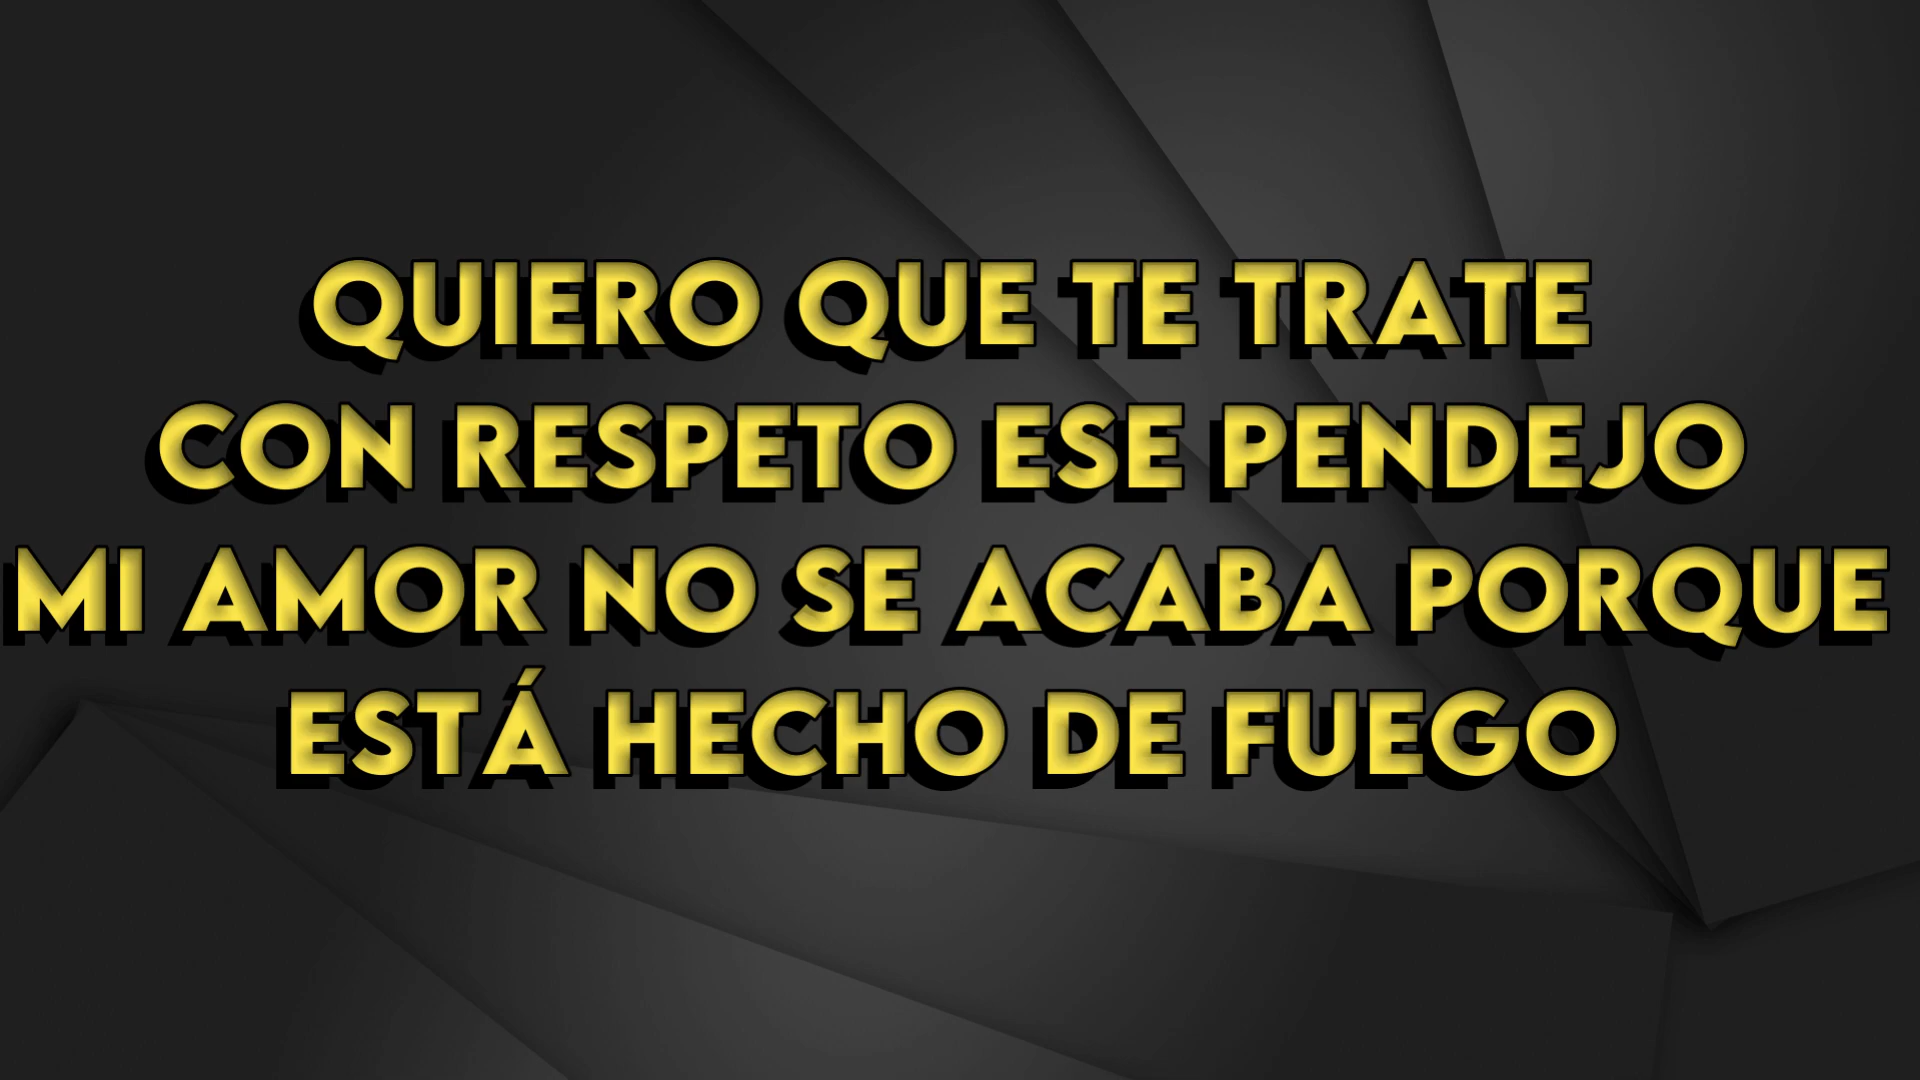 QUIERO QUE TE TRATE
CON RESPETO ESE PENDEJO
MI AMOR NO SE ACABA PORQUE
ESTÁ HECHO DE FUEGO